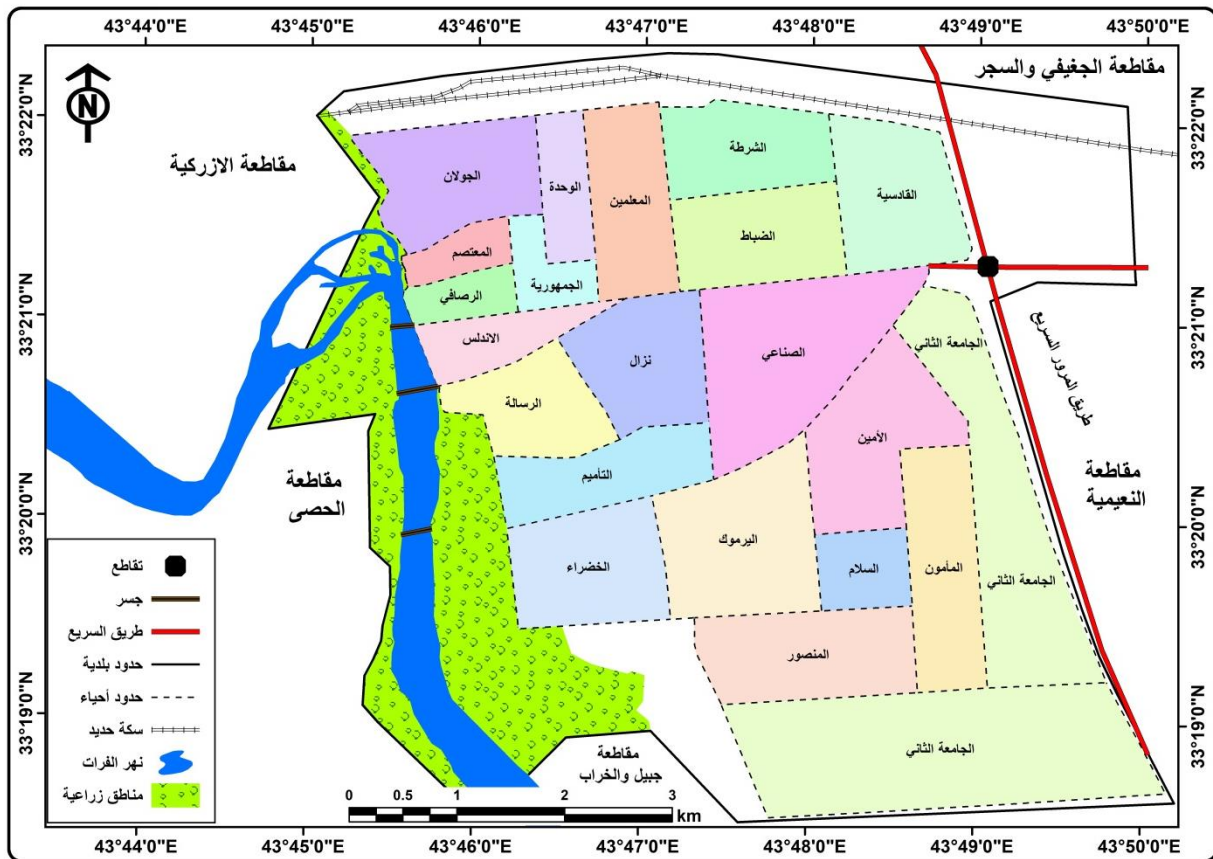 43°44'0"E 43°45'0"E 43°46'0"E 43°47'0"E 43°48'0"E 43°49'0"E 43°50'0"E
33°22'0"N
33°21'0"N
33°20'0"N
33°19'0"N
33°22'0"N
33°21'0"N
33°20'0"N
33°19'0"N
N
مقاطعة الجغيفي والسجر
مقاطعة الازركية
الشرطة
الجولان
الوحدة
المعلمين
القادسية
الضباط
المعتصم
الجمهورية
الرصافي
الاندلس
نزال
الصناعي
الجامعة الثاني
طريق المرور السريع
الرسالة
الأمين
مقاطعة
النعيمية
مقاطعة
الحصى
التأميم
اليرموك
الخضراء
السلام
المأمون
الجامعة الثاني
المنصور
الجامعة الثاني
مقاطعة
جبيل والخراب
تقاطع
جسر
طريق السريع
حدود بلدية
حدود أحياء
سكة حديد
نهر الفرات
مناطق زراعية
0 0.5 1 2 3
km
43°44'0"E 43°45'0"E 43°46'0"E 43°47'0"E 43°48'0"E 43°49'0"E 43°50'0"E